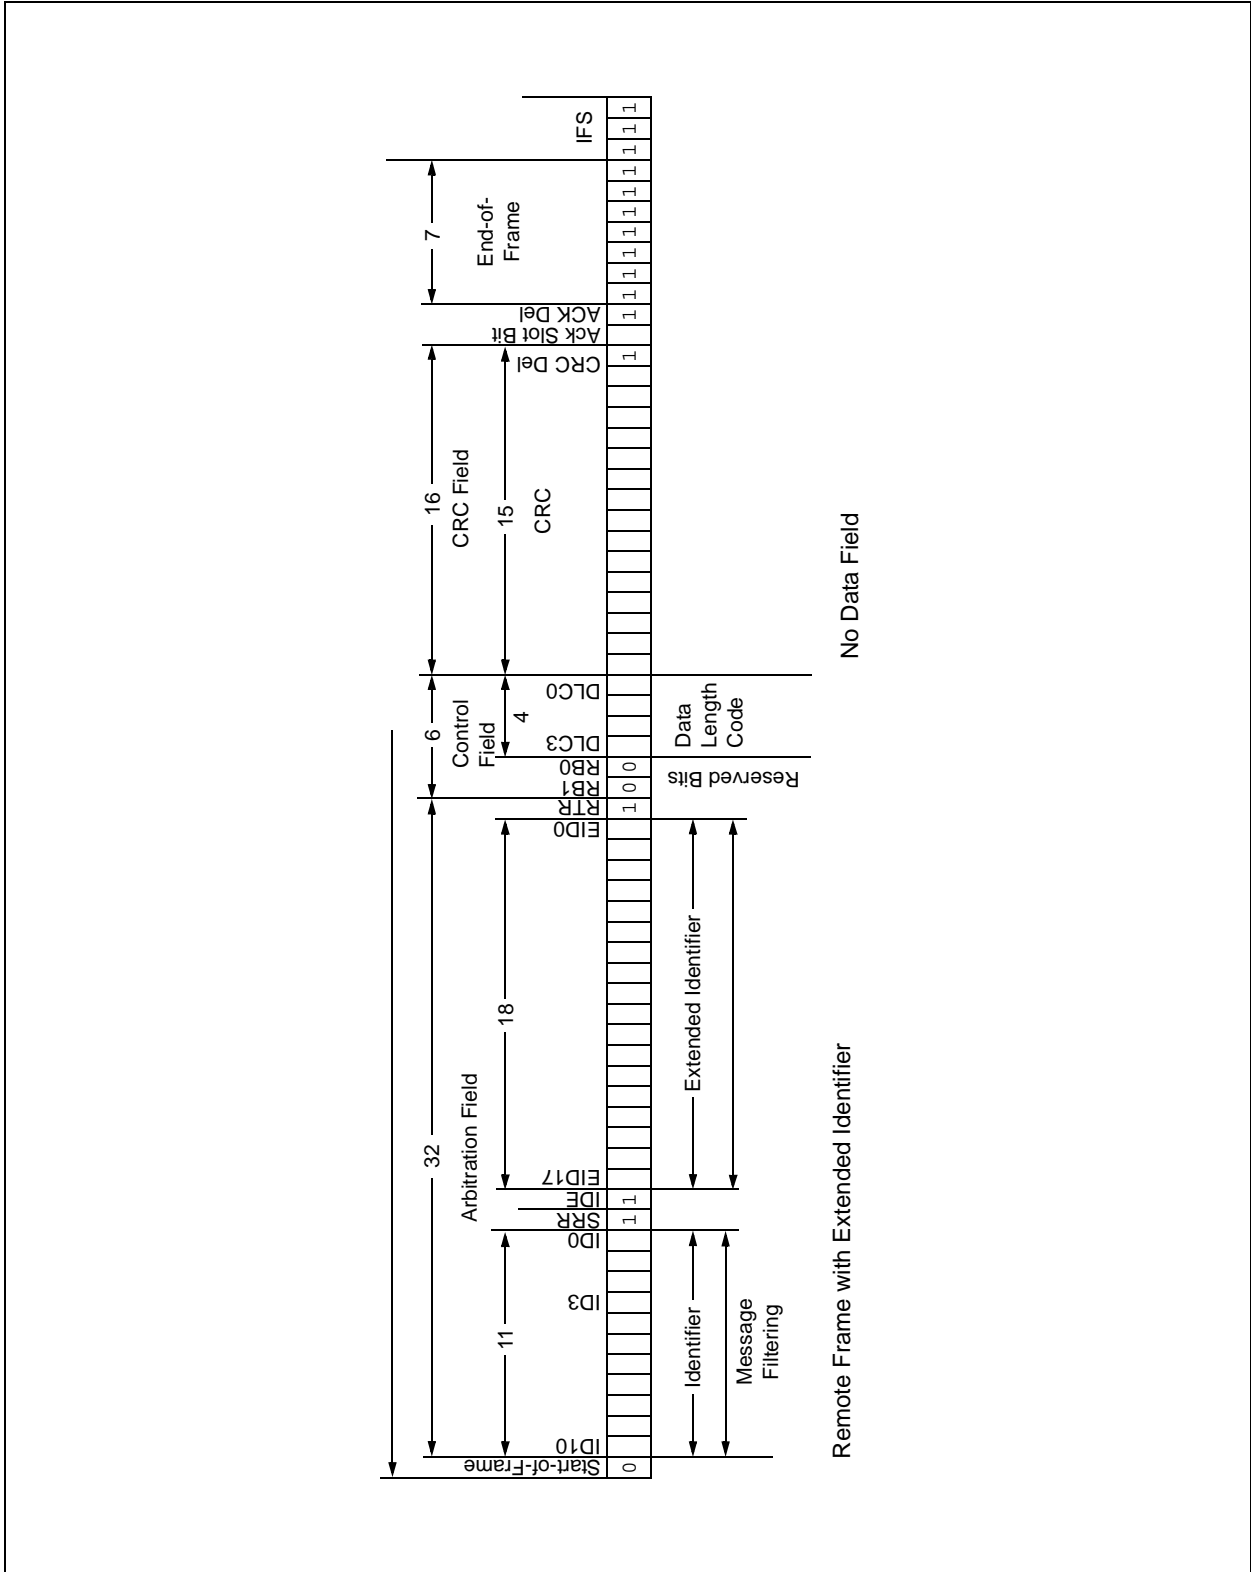 32
Arbitration Field
6
Control
Field
16
CRC Field
7
End-of-
Frame
IFS
11
18
4
15
CRC
Start-of-Frame
ID10
ID3
ID0
SRR
IDE
EID17
EID0
RTR
RB1
RB0
DLC3
DLC0
CRC Del
Ack Slot Bit
ACK Del
0 1 1 1 0 0 1 1 1 1 1 1 1 1 1 1 1 1
Identifier
Extended Identifier
Message
Filtering
Reserved Bits
Data
Length
Code
Remote Frame with Extended Identifier
No Data Field